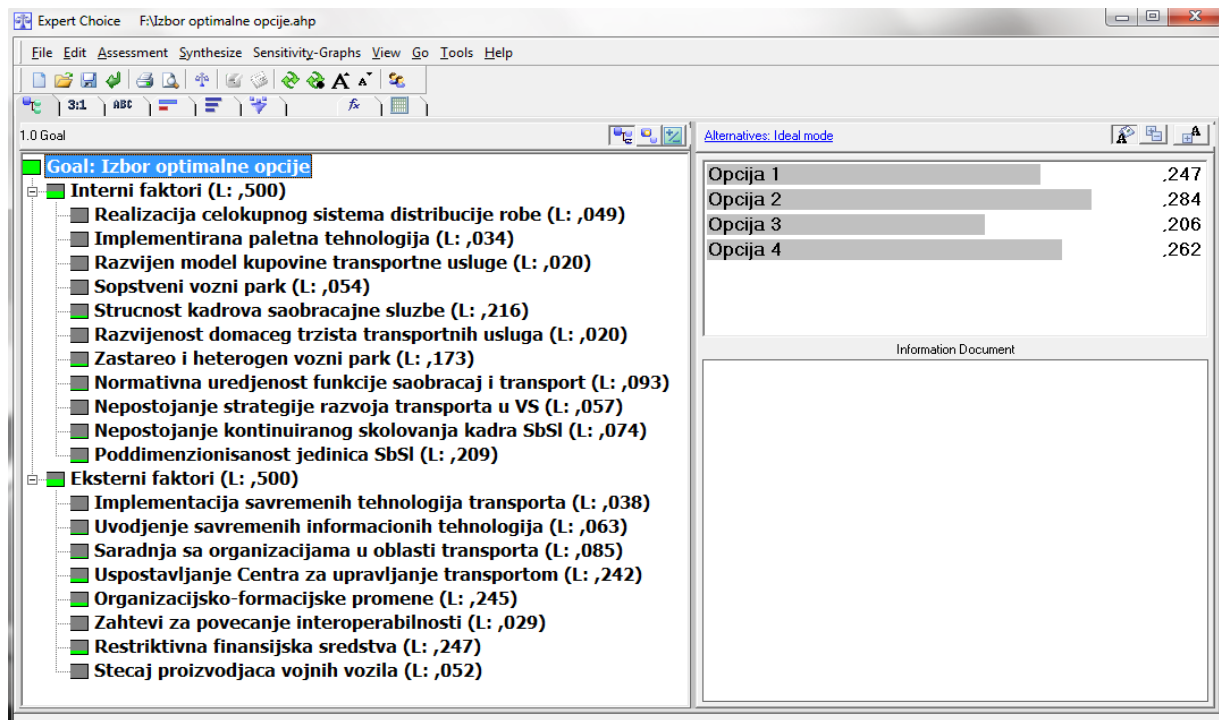 Expert Choice F:\Izbor optimalne opcije.ahp
File Edit Assessment Synthesize Sensitivity-Graphs View Go Tools Help
3:1 ABC fx
1.0 Goal
Goal: Izbor optimalne opcije
Interni faktori (L: ,500)
Realizacija celokupnog sistema distribucije robe (L: ,049)
Implementirana paletna tehnologija (L: ,034)
Razvijen model kupovine transportne usluge (L: ,020)
Sopstveni vozni park (L: ,054)
Strucnost kadrova saobracajne sluzbe (L: ,216)
Razvijenost domaceg trzista transportnih usluga (L: ,020)
Zastareo i heterogen vozni park (L: ,173)
Normativna uredjenost funkcije saobracaj i transport (L: ,093)
Nepostojanje strategije razvoja transporta u VS (L: ,057)
Nepostojanje kontinuiranog skolovanja kadra SbSl (L: ,074)
Poddimenzionisanost jedinica SbSl (L: ,209)
Eksterni faktori (L: ,500)
Implementacija savremenih tehnologija transporta (L: ,038)
Uvodjenje savremenih informacionih tehnologija (L: ,063)
Saradnja sa organizacijama u oblasti transporta (L: ,085)
Uspostavljanje Centra za upravljanje transportom (L: ,242)
Organizacijsko-formacijske promene (L: ,245)
Zahtevi za povecanje interoperabilnosti (L: ,029)
Restriktivna finansijska sredstva (L: ,247)
Stecaj proizvodjaca vojnih vozila (L: ,052)
Alternatives: Ideal mode
Opcija 1 ,247
Opcija 2 ,284
Opcija 3 ,206
Opcija 4 ,262
Information Document